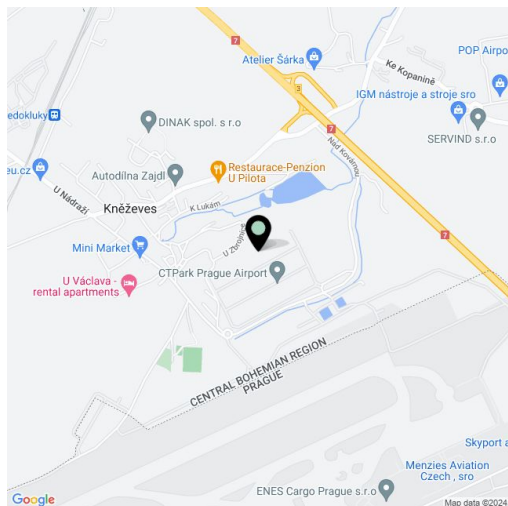 7
Atelier Šárka
POP Airpo
Ke Kopanině
IGM nástroje a stroje sro
3
edokluky
DINAK spol. s r.o
7
SERVIND s.r.o
Nad Kovárnou
eu.cz
Autodílna Zajdl
Restaurace-Penzion
U Pilota
U Nádraží
Kněževes
K Lukám
U Zbrojnice
7
Mini Market
CTPark Prague Airport
U Václava -
rental apartments
CENTRAL BOHEMIAN REGION
PRAGUE
Skyport a
Menzies Aviation
Czech , sro
ENES Cargo Prague s.r.o
Google
Map data ©2024